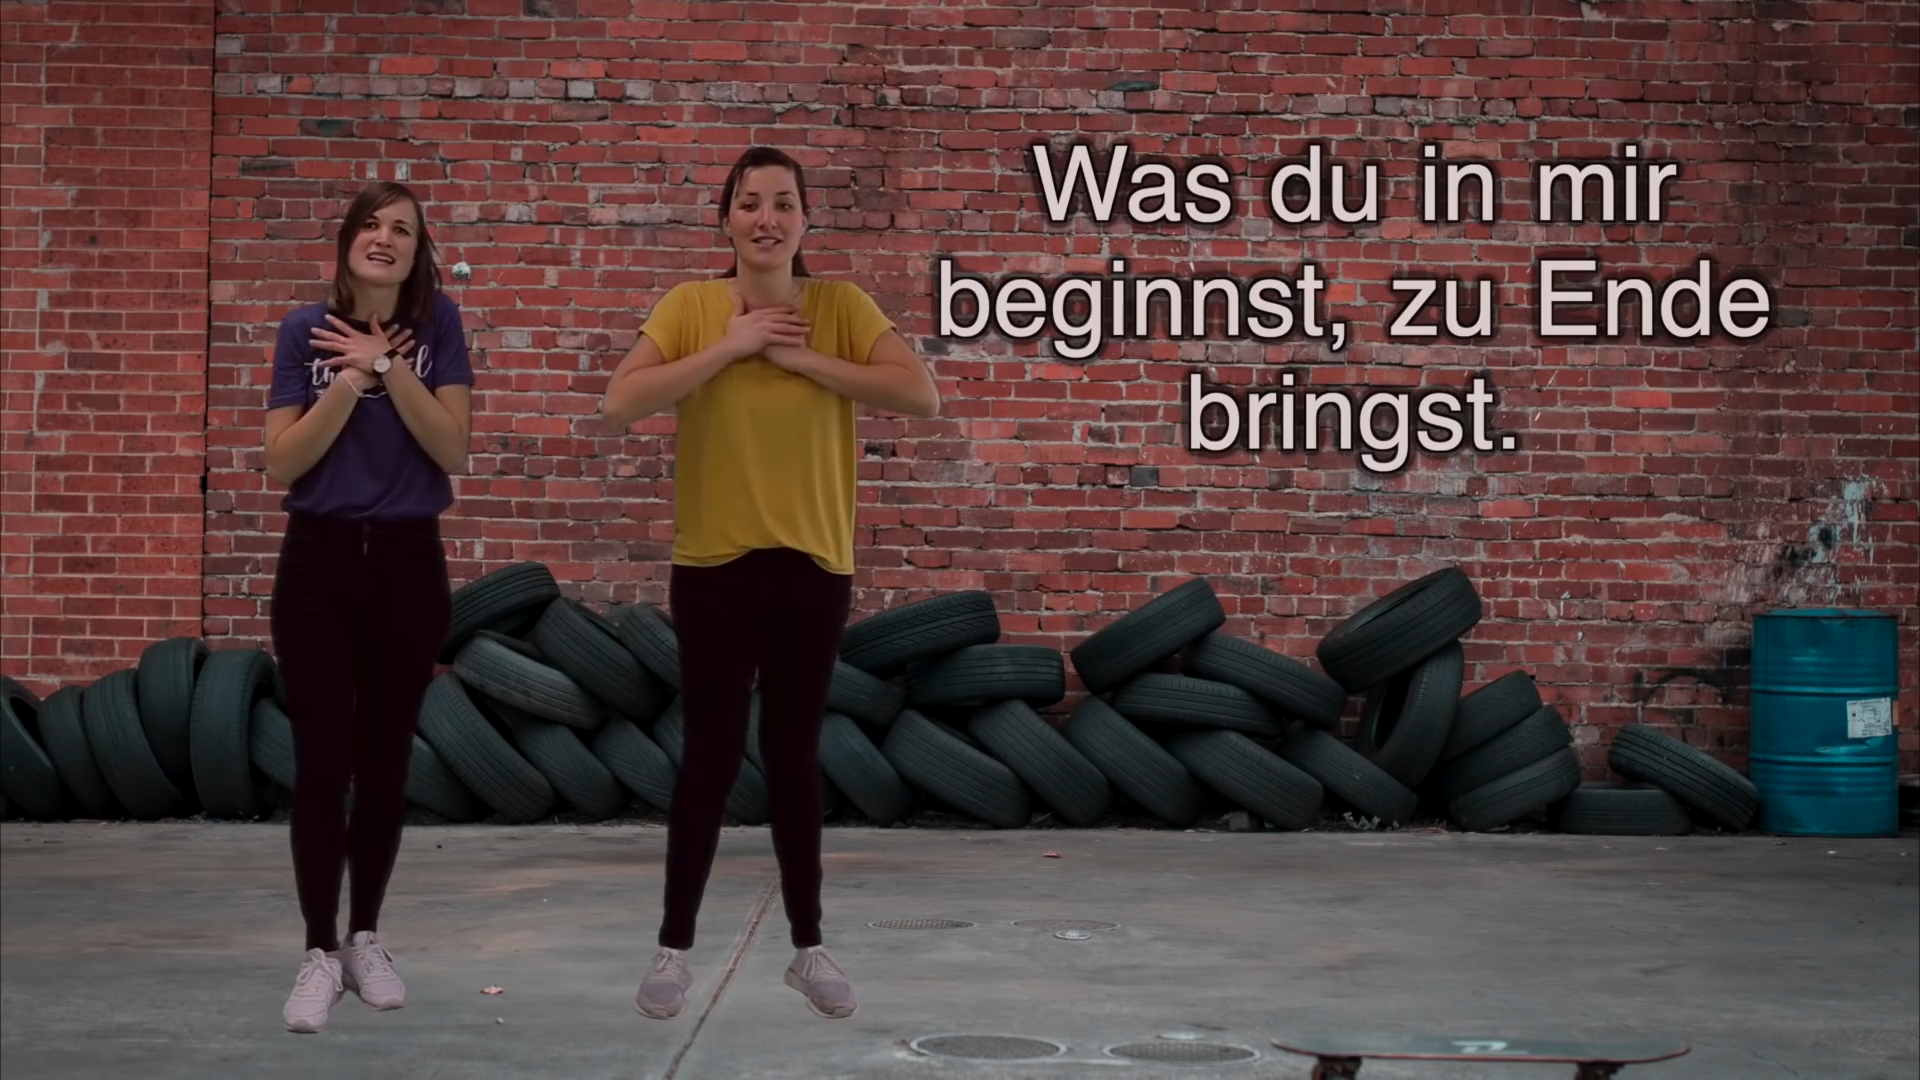 Was du in mir
beginnst, zu Ende
bringst.